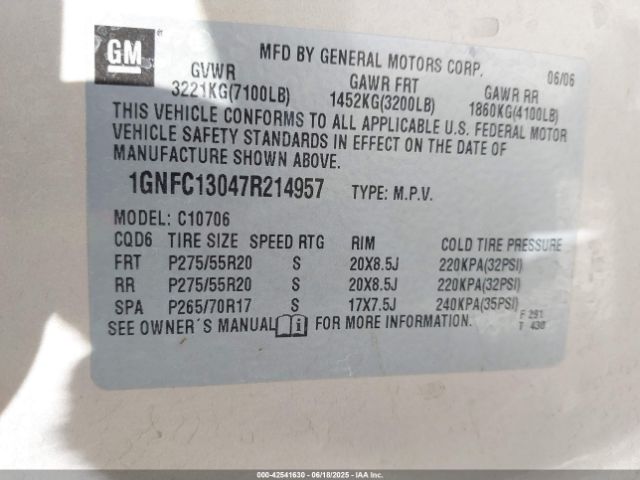 GM
MFD BY GENERAL MOTORS CORP. 06/06
GVWR GAWR FRT GAWR RR
3221KG(7100LB) 1452KG(3200LB) 1860KG(4100LB)
THIS VEHICLE CONFORMS TO ALL APPLICABLE U.S. FEDERAL MOTOR
VEHICLE SAFETY STANDARDS IN EFFECT ON THE DATE OF
MANUFACTURE SHOWN ABOVE.
1GNFC13047R214957 TYPE: M.P.V.
MODEL: C10706
CQD6 TIRE SIZE SPEED RTG RIM COLD TIRE PRESSURE
FRT P275/55R20 S 20X8.5J 220KPA(32PSI)
RR P275/55R20 S 20X8.5J 220KPA(32PSI)
SPA P265/70R17 S 17X7.5J 240KPA(35PSI)
SEE OWNER´S MANUAL FOR MORE INFORMATION.
F 291
T 430
000-42541630 - 06/18/2025 - IAA Holdings, LLC